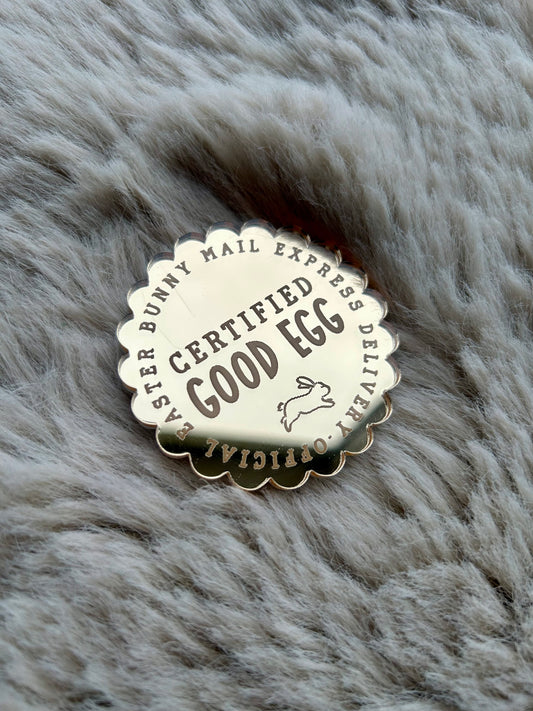 OFFICIAL EASTER BUNNY MAIL EXPRESS DELIVERY -
CERTIFIED
GOOD EGG